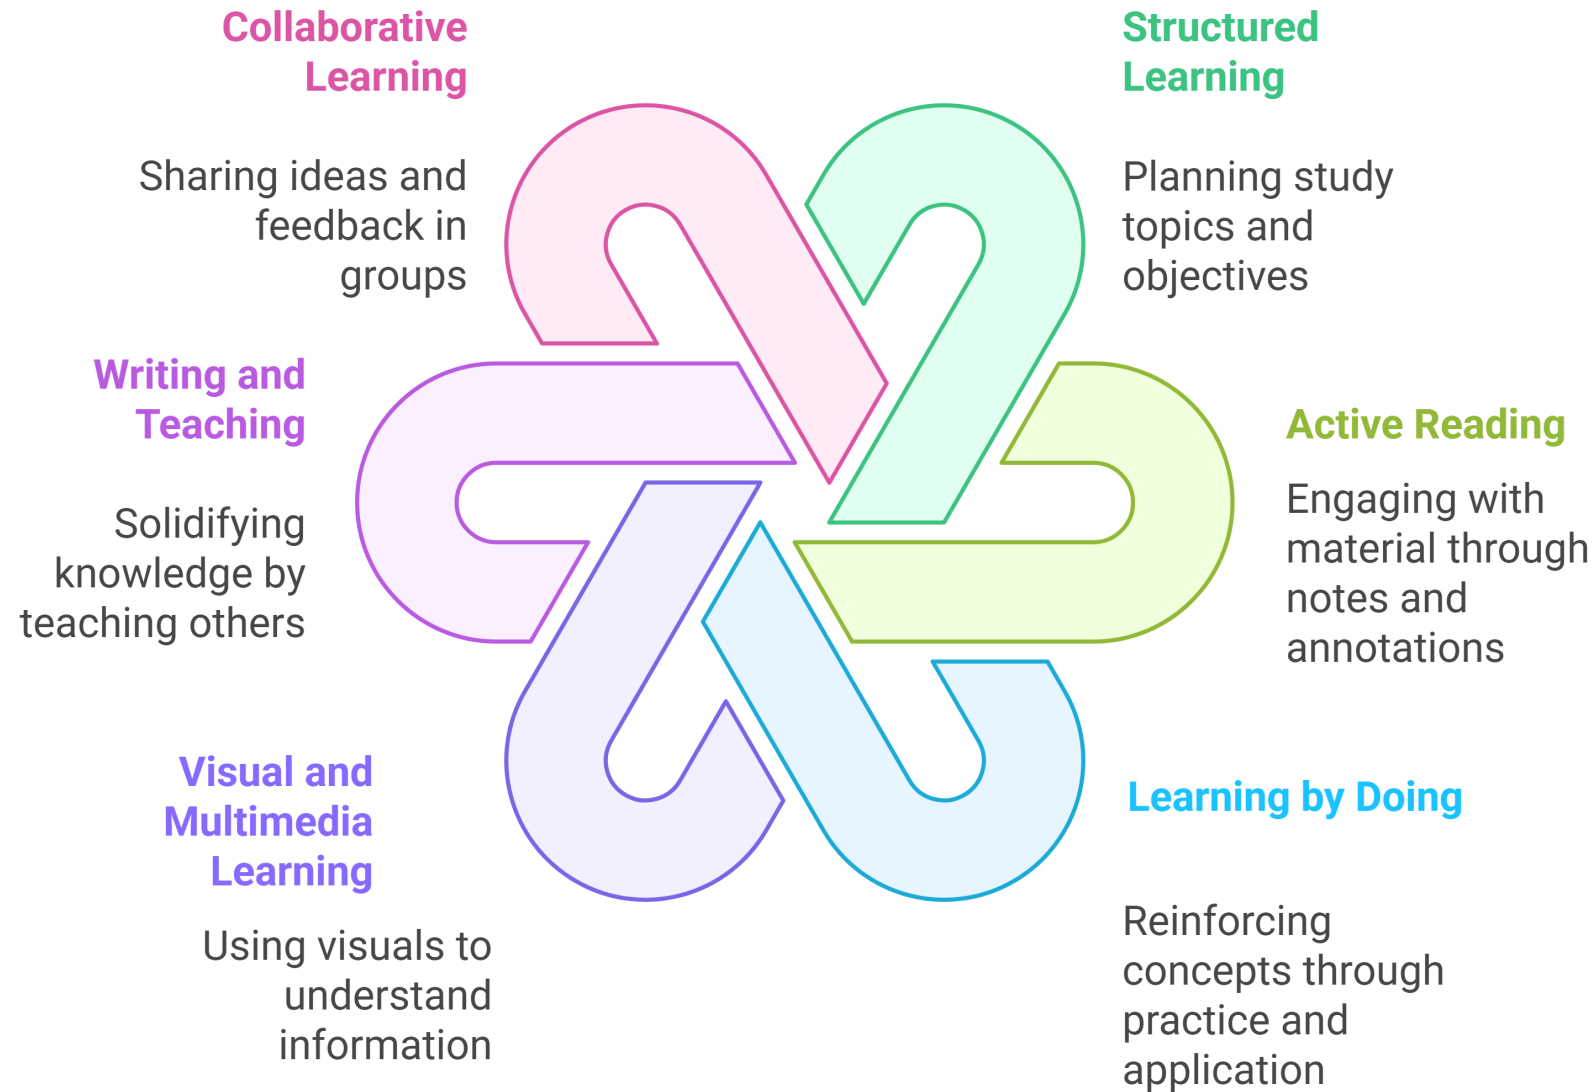 Collaborative
Learning
Sharing ideas and
feedback in
groups
Structured
Learning
Planning study
topics and
objectives
Writing and
Teaching
Solidifying
knowledge by
teaching others
Active Reading
Engaging with
material through
notes and
annotations
Visual and
Multimedia
Learning
Using visuals to
understand
information
Learning by Doing
Reinforcing
concepts through
practice and
application